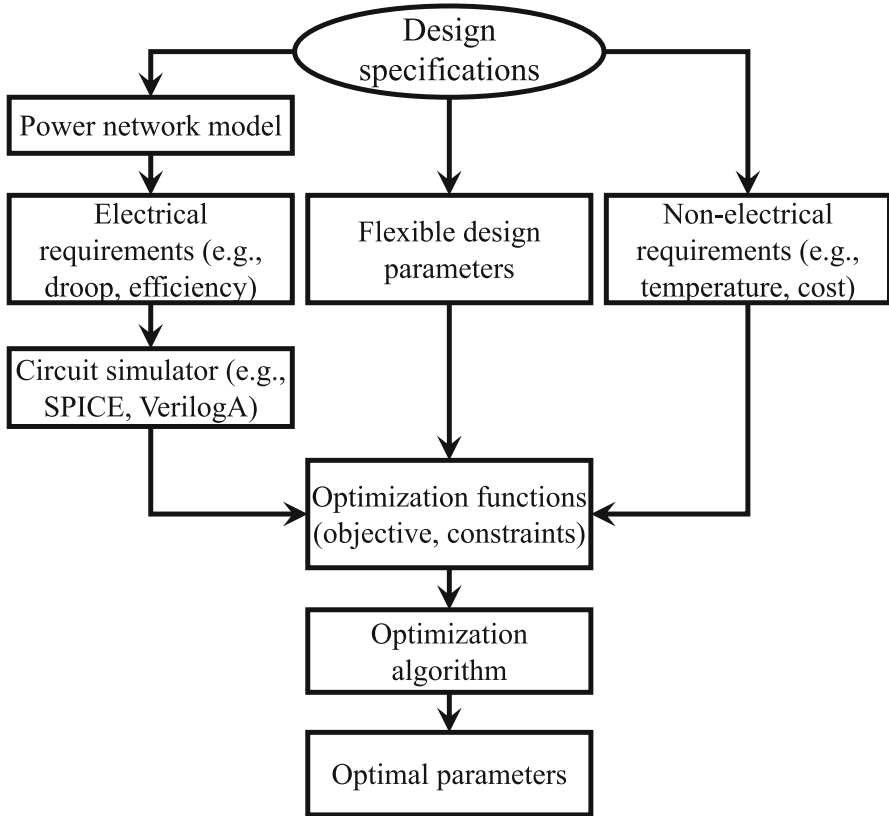 Design
specifications
Power network model
Electrical
requirements (e.g.,
droop, efficiency)
Flexible design
parameters
Non-electrical
requirements (e.g.,
temperature, cost)
Circuit simulator (e.g.,
SPICE, VerilogA)
Optimization functions
(objective, constraints)
Optimization
algorithm
Optimal parameters